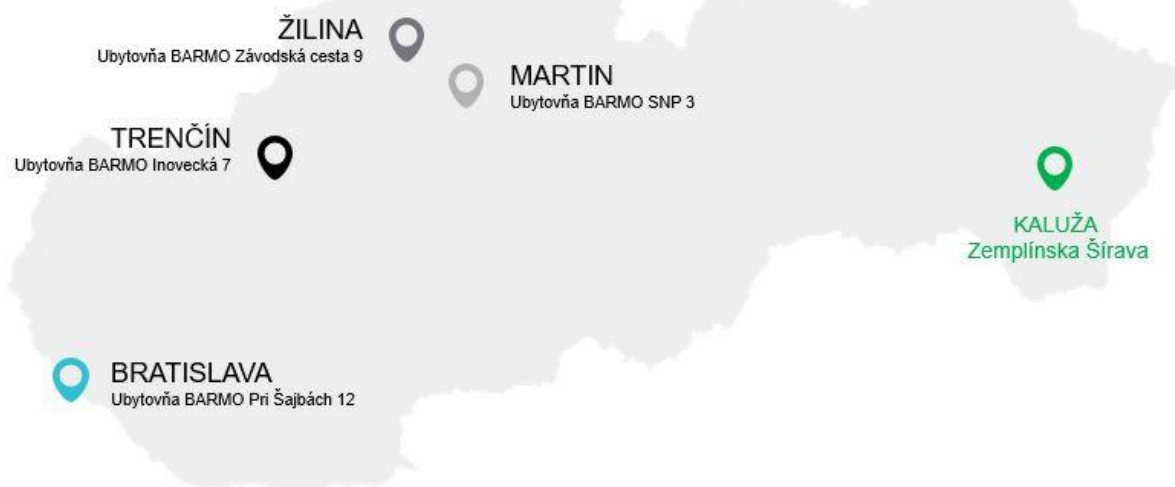 ŽILINA
Ubytovňa BARMO Závodská cesta 9
MARTIN
Ubytovňa BARMO SNP 3
TRENČÍN
Ubytovňa BARMO Inovecká 7
KALUŽA
Zemplínska Šírava
BRATISLAVA
Ubytovňa BARMO Pri Šajbách 12